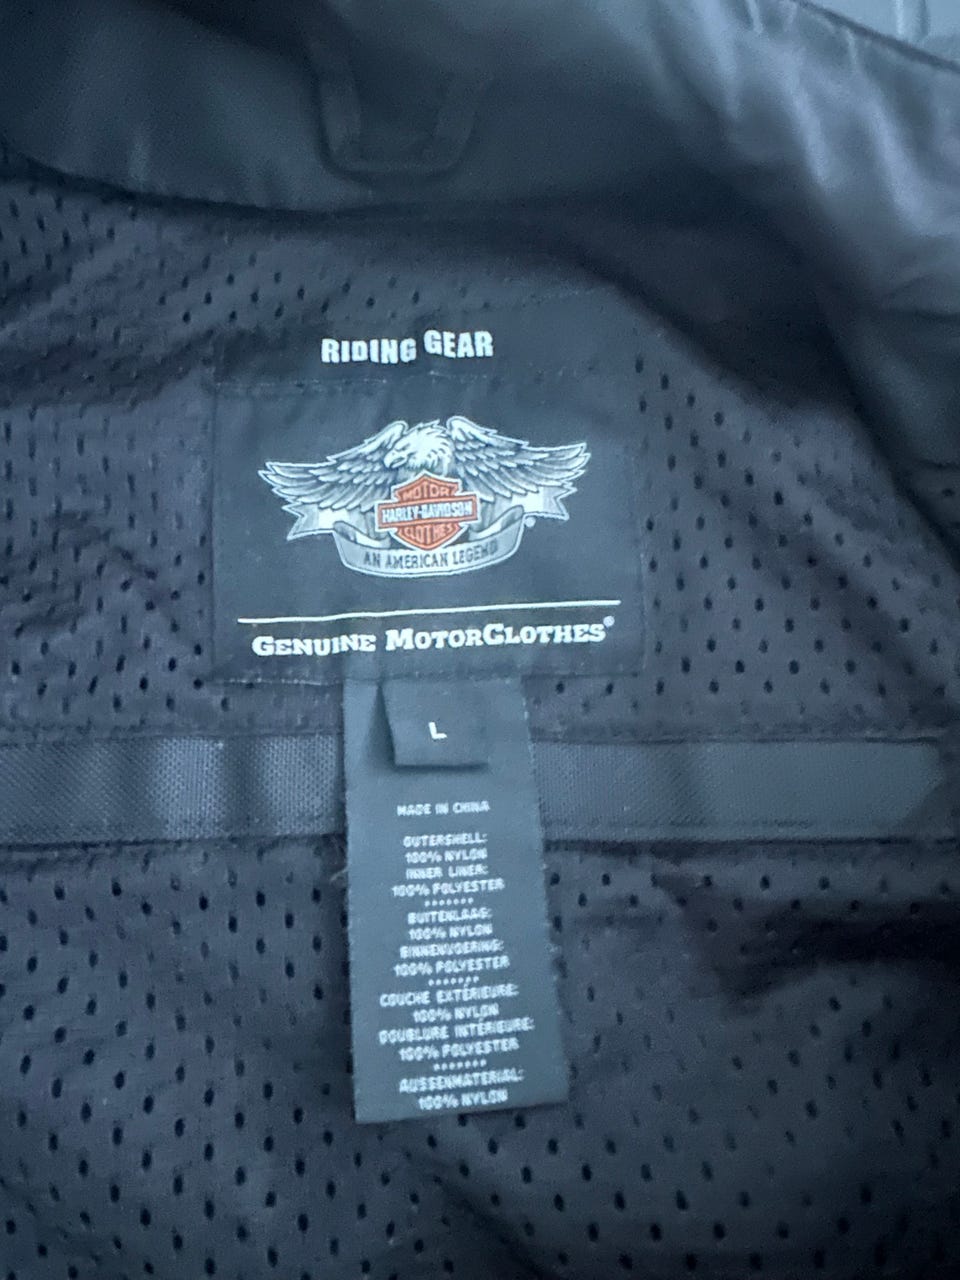 RIDING GEAR
MOTOR
HARLEY-DAVIDSON
CLOTHES
®
AN AMERICAN LEGEND
GENUINE MOTORCLOTHES®
L
MADE IN CHINA
OUTERSHELL:
100% NYLON
INNER LINER:
100% POLYESTER
*******
BUITENLAAG:
100% NYLON
BINNENVOERING:
100% POLYESTER
*******
COUCHE EXTÉRIEURE:
100% NYLON
DOUBLURE INTÉRIEURE:
100% POLYESTER
*******
AUSSENMATERIAL:
100% NYLON